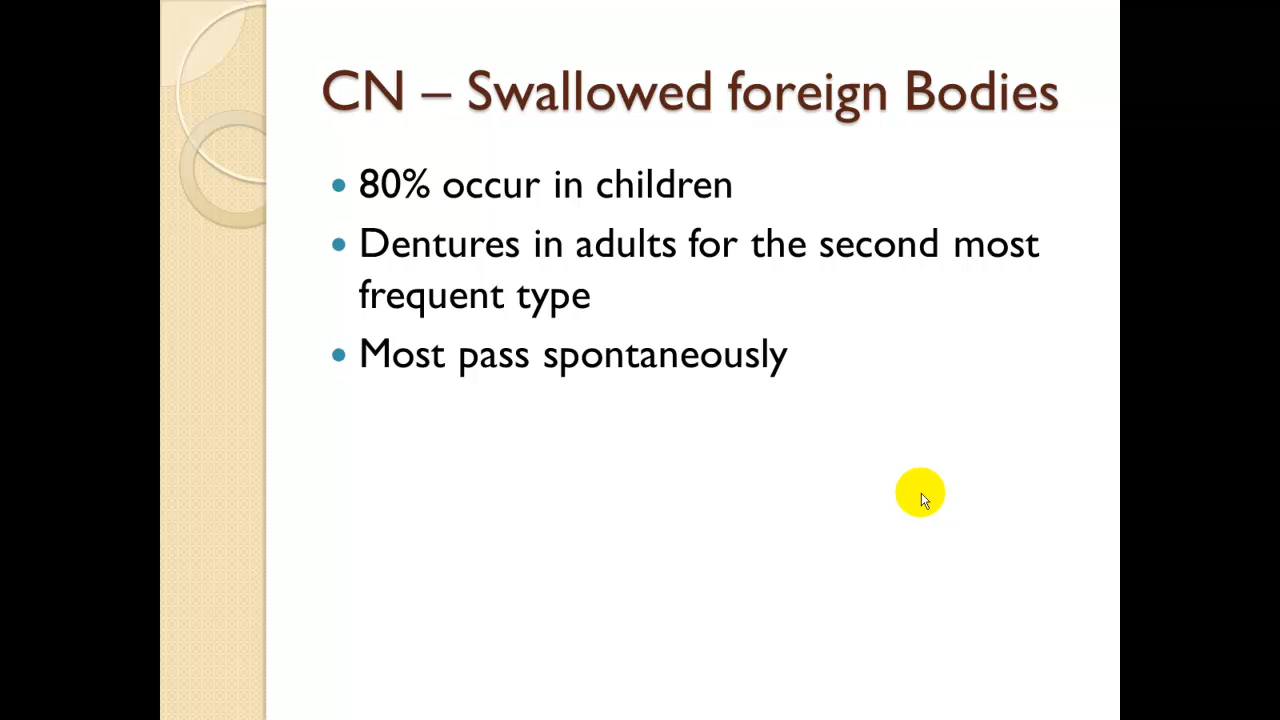 CN – Swallowed foreign Bodies
• 80% occur in children
• Dentures in adults for the second most
frequent type
• Most pass spontaneously